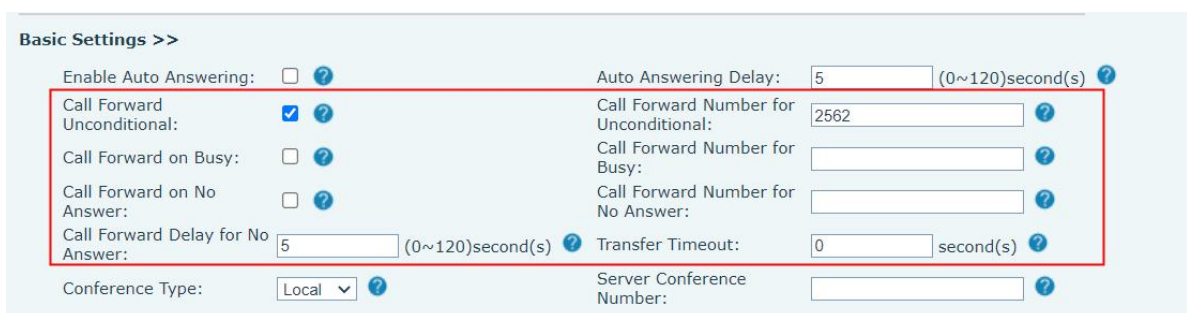 Basic Settings >>
Enable Auto Answering: ? Auto Answering Delay: 5 (0~120)second(s) ?
Call Forward Unconditional: ? Call Forward Number for Unconditional: 2562 ?
Call Forward on Busy: ? Call Forward Number for Busy: ?
Call Forward on No Answer: ? Call Forward Number for No Answer: ?
Call Forward Delay for No Answer: 5 (0~120)second(s) ? Transfer Timeout: 0 second(s) ?
Conference Type: Local ? Server Conference Number: ?